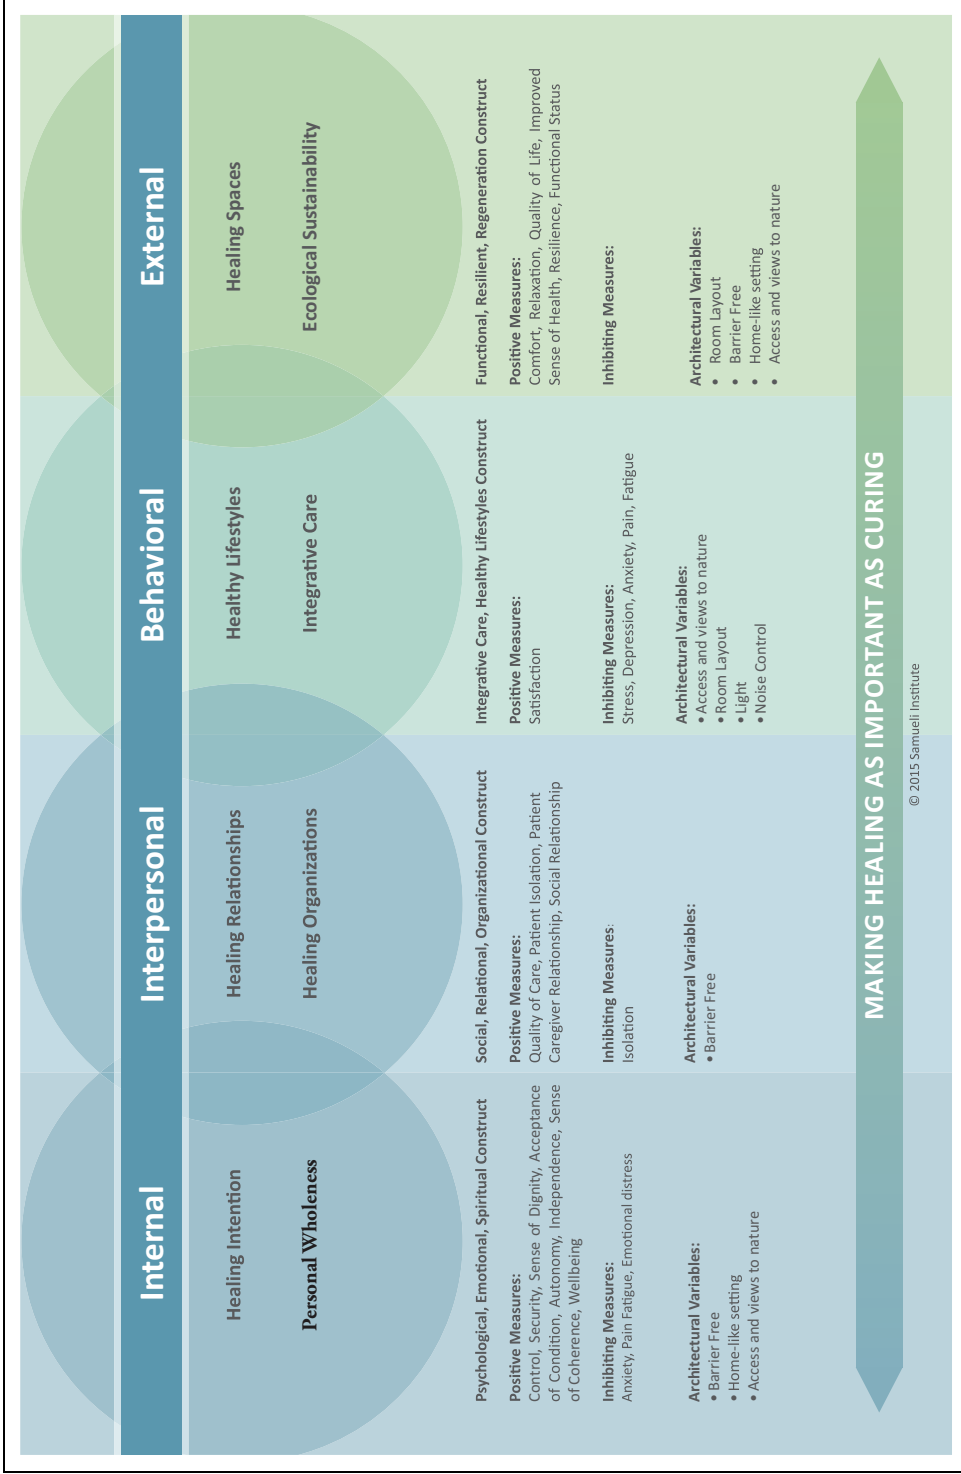 Internal
Interpersonal
Behavioral
External
Healing Intention
Personal Wholeness
Healing Relationships
Healing Organizations
Healthy Lifestyles
Integrative Care
Healing Spaces
Ecological Sustainability
Psychological, Emotional, Spiritual Construct
Positive Measures:
Control, Security, Sense of Dignity, Acceptance
of Condition, Autonomy, Independence, Sense
of Coherence, Wellbeing
Inhibiting Measures:
Anxiety, Pain Fatigue, Emotional distress
Architectural Variables:
• Barrier Free
• Home-like setting
• Access and views to nature
Social, Relational, Organizational Construct
Positive Measures:
Quality of Care, Patient Isolation, Patient
Caregiver Relationship, Social Relationship
Inhibiting Measures:
Isolation
Architectural Variables:
• Barrier Free
Integrative Care, Healthy Lifestyles Construct
Positive Measures:
Satisfaction
Inhibiting Measures:
Stress, Depression, Anxiety, Pain, Fatigue
Architectural Variables:
• Access and views to nature
• Room Layout
• Light
• Noise Control
Functional, Resilient, Regeneration Construct
Positive Measures:
Comfort, Relaxation, Quality of Life, Improved
Sense of Health, Resilience, Functional Status
Inhibiting Measures:
Architectural Variables:
• Room Layout
• Barrier Free
• Home-like setting
• Access and views to nature
MAKING HEALING AS IMPORTANT AS CURING
© 2015 Samueli Institute